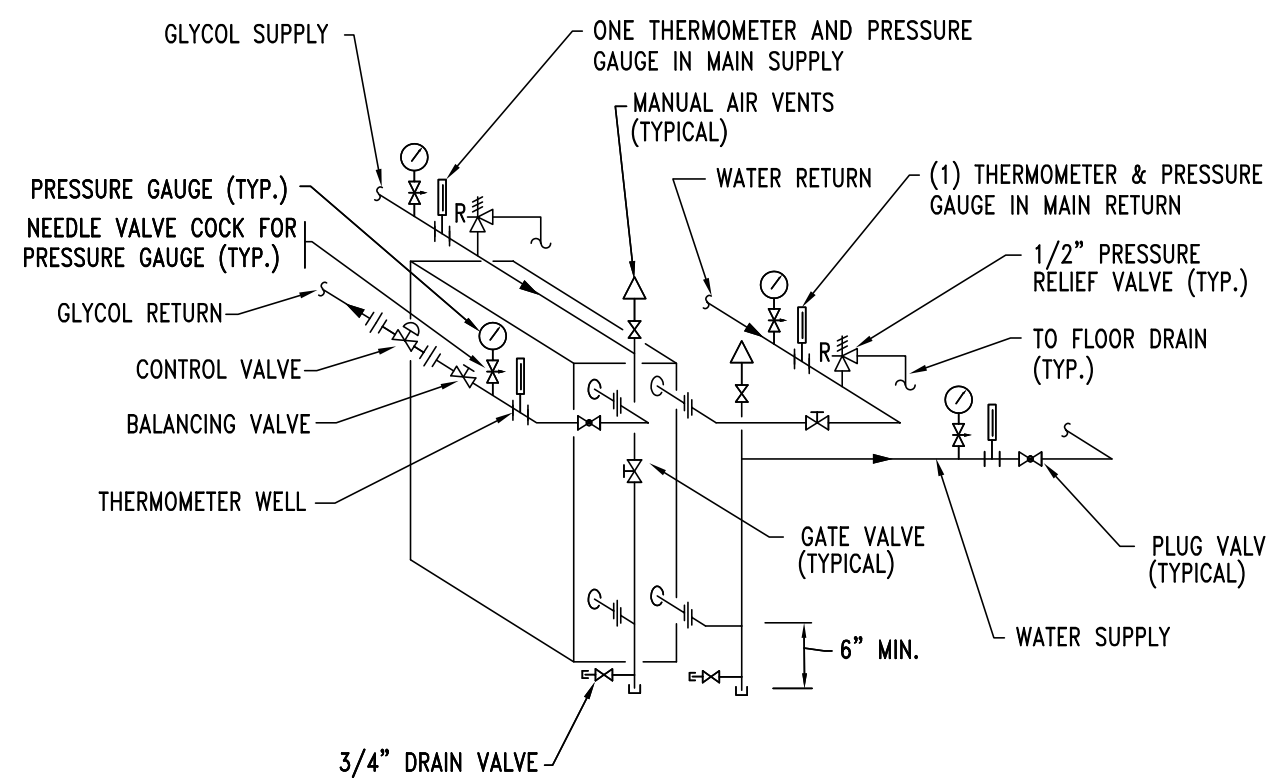 GLYCOL SUPPLY
ONE THERMOMETER AND PRESSURE
GAUGE IN MAIN SUPPLY
MANUAL AIR VENTS
(TYPICAL)
WATER RETURN
(1) THERMOMETER & PRESSURE
GAUGE IN MAIN RETURN
PRESSURE GAUGE (TYP.)
NEEDLE VALVE COCK FOR
PRESSURE GAUGE (TYP.)
R
1/2" PRESSURE
RELIEF VALVE (TYP.)
GLYCOL RETURN
R
TO FLOOR DRAIN
(TYP.)
CONTROL VALVE
BALANCING VALVE
THERMOMETER WELL
GATE VALVE
(TYPICAL)
PLUG VALV
(TYPICAL)
WATER SUPPLY
6" MIN.
3/4" DRAIN VALVE